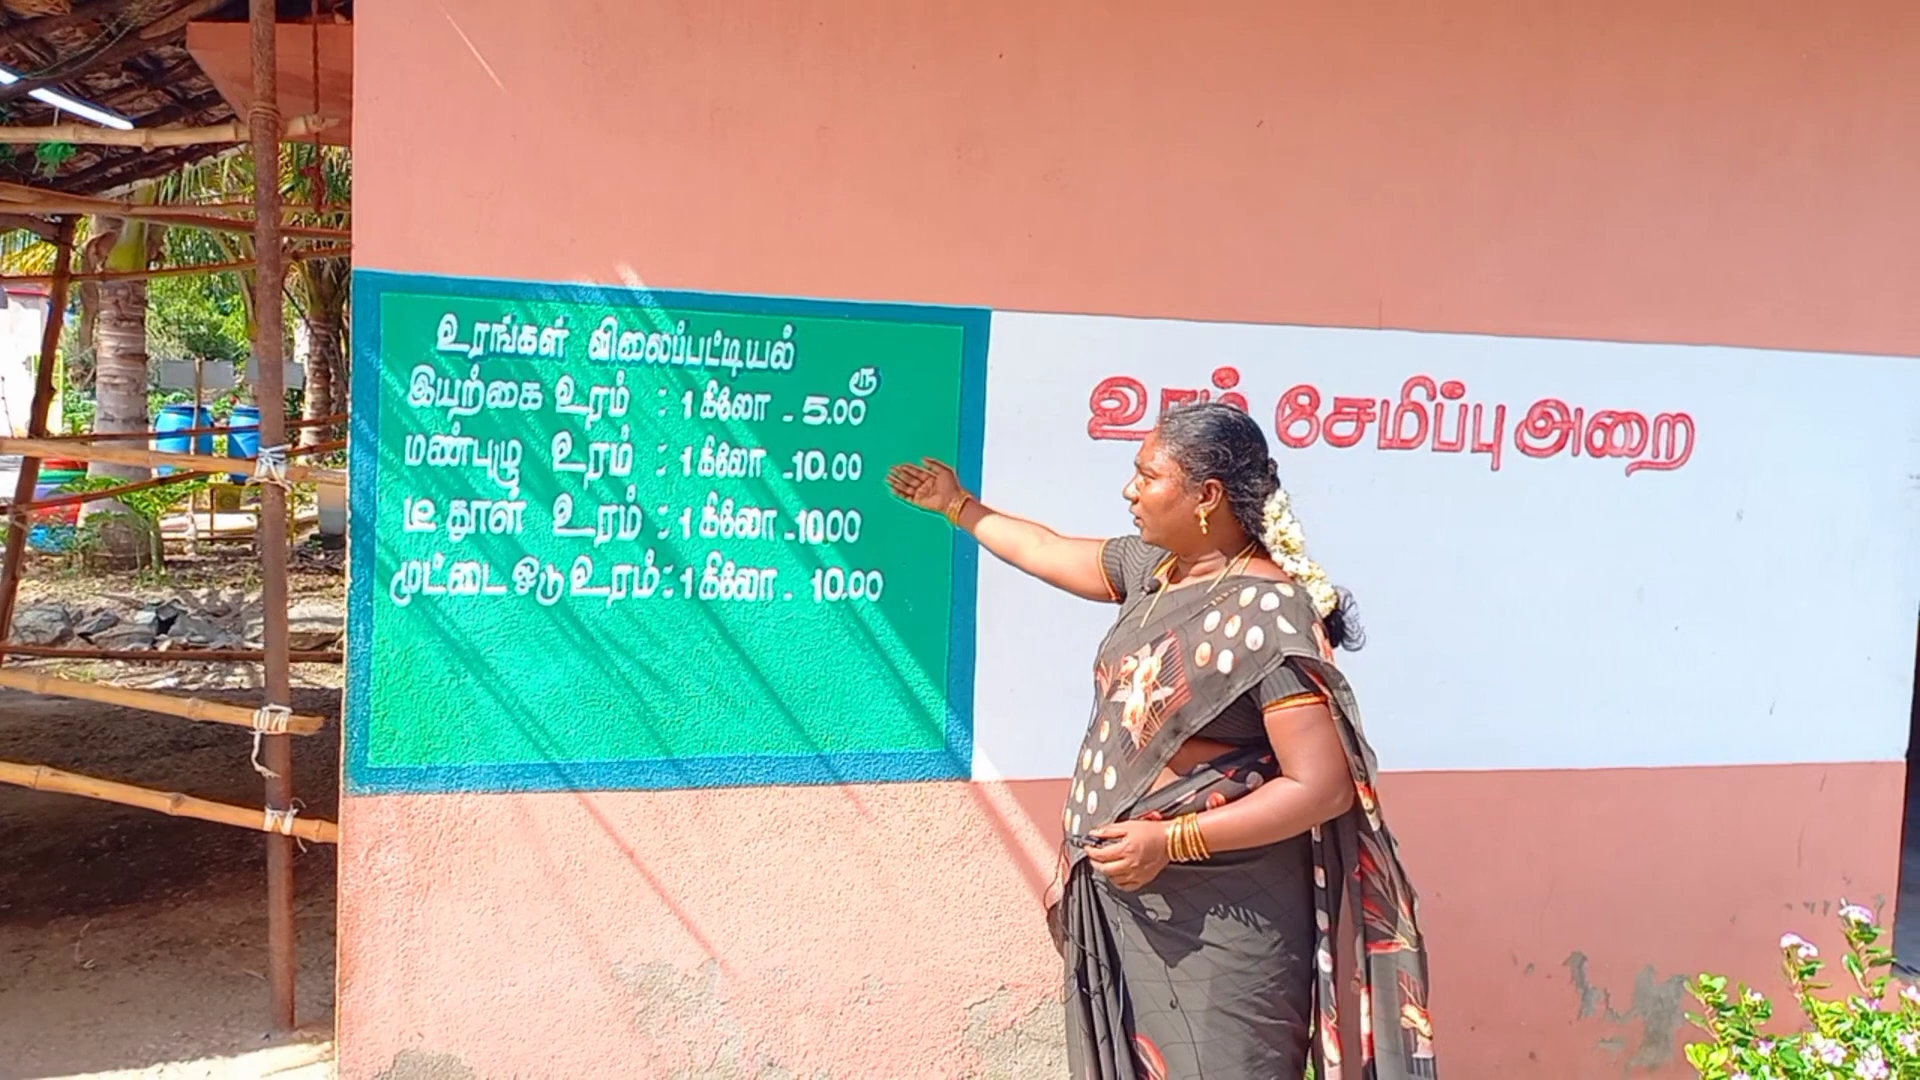 உரங்கள் விலைப்பட்டியல்
ரூ
இயற்கை உரம் : 1 கிலோ - 5.00
மண்புழு உரம் : 1 கிலோ - 10.00
டீ தூள் உரம் : 1 கிலோ - 10.00
முட்டை ஓடு உரம் : 1 கிலோ - 10.00
உரம் சேமிப்பு அறை